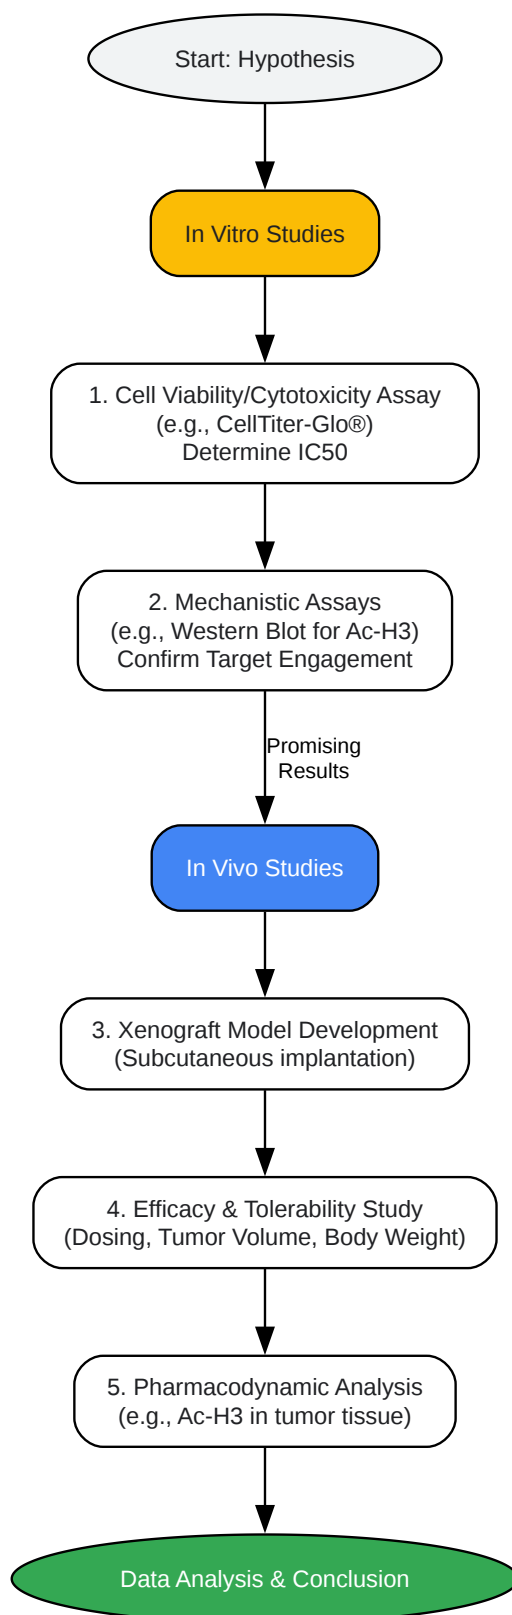 Start: Hypothesis
In Vitro Studies
1. Cell Viability/Cytotoxicity Assay
(e.g., CellTiter-Glo®)
Determine IC50
2. Mechanistic Assays
(e.g., Western Blot for Ac-H3)
Confirm Target Engagement
Promising
Results
In Vivo Studies
3. Xenograft Model Development
(Subcutaneous implantation)
4. Efficacy & Tolerability Study
(Dosing, Tumor Volume, Body Weight)
5. Pharmacodynamic Analysis
(e.g., Ac-H3 in tumor tissue)
Data Analysis & Conclusion